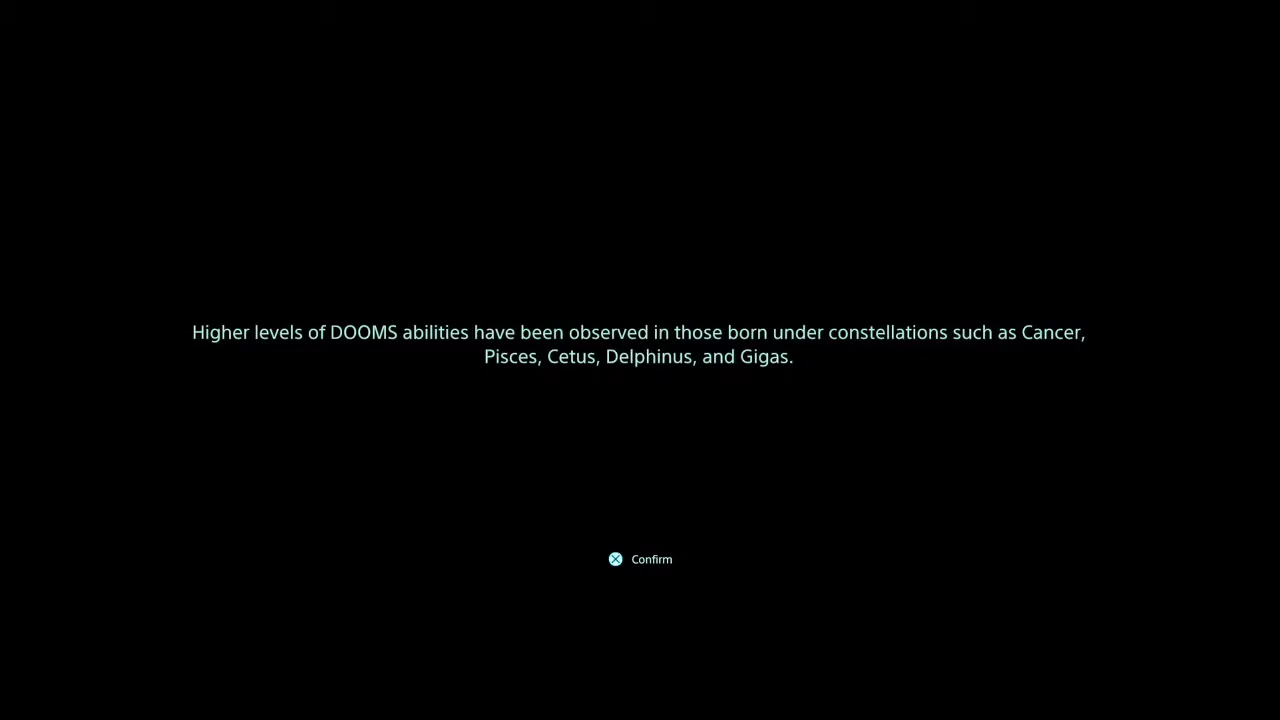 Higher levels of DOOMS abilities have been observed in those born under constellations such as Cancer,
Pisces, Cetus, Delphinus, and Gigas.
Confirm